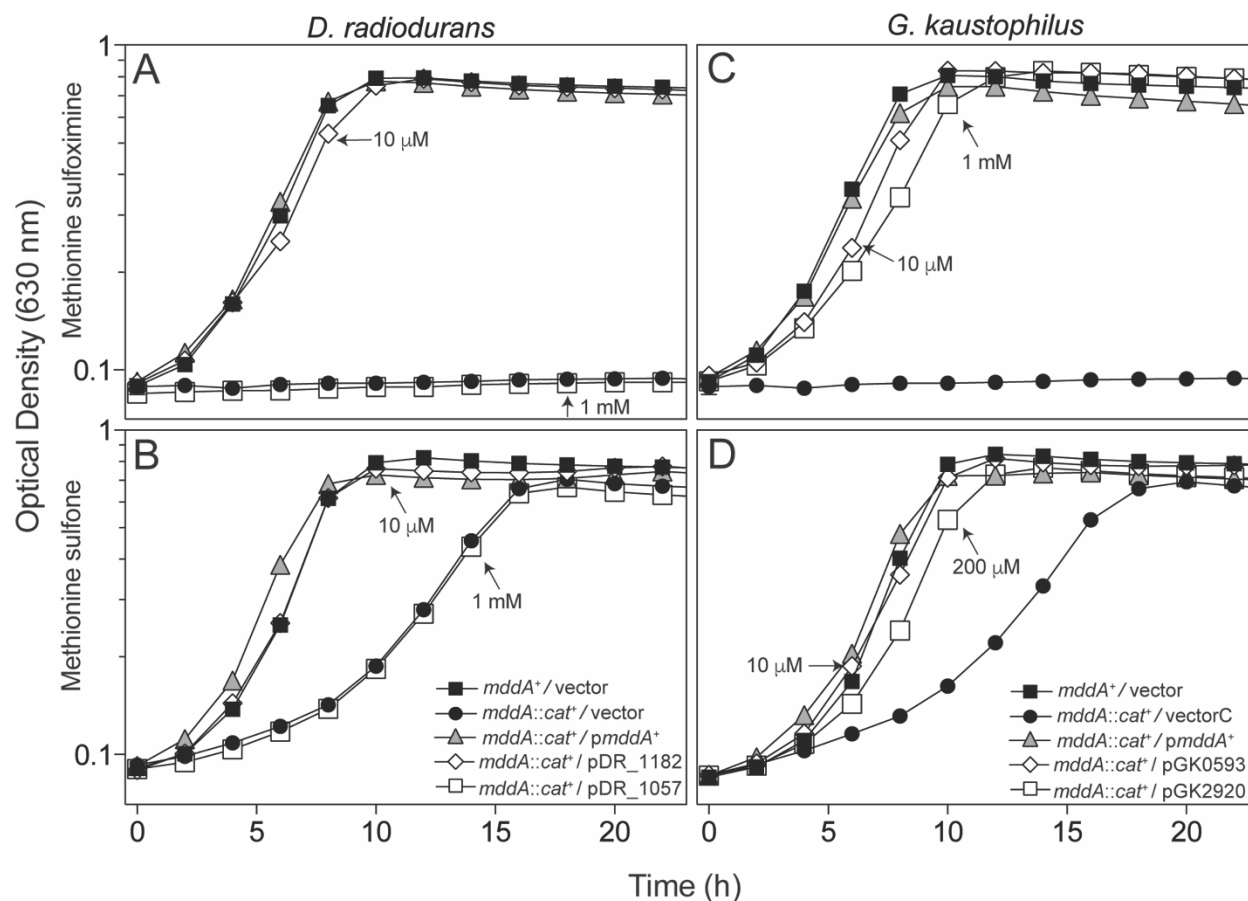 D. radiodurans
G. kaustophilus
Optical Density (630 nm)
Methionine sulfoximine
Methionine sulfone
A
1
0.1
10 μM
1 mM
C
1 mM
10 μM
B
1
0.1
10 μM
1 mM
mddA⁺ / vector
mddA::cat⁺ / vector
mddA::cat⁺ / pmddA⁺
mddA::cat⁺ / pDR_1182
mddA::cat⁺ / pDR_1057
0 5 10 15 20
D
200 μM
10 μM
mddA⁺ / vector
mddA::cat⁺ / vectorC
mddA::cat⁺ / pmddA⁺
mddA::cat⁺ / pGK0593
mddA::cat⁺ / pGK2920
0 5 10 15 20
Time (h)